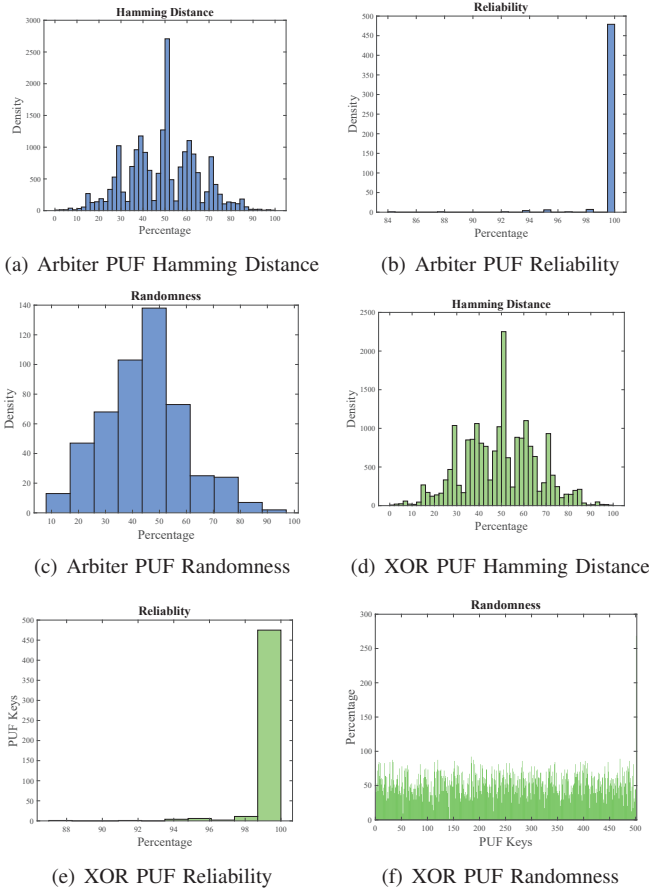 Hamming Distance
3000
2500
2000
1500
1000
500
0
Density
0 10 20 30 40 50 60 70 80 90 100
Percentage
(a) Arbiter PUF Hamming Distance
Reliability
500
450
400
350
300
250
200
150
100
50
0
Density
84 86 88 90 92 94 96 98 100
Percentage
(b) Arbiter PUF Reliability
Randomness
140
120
100
80
60
40
20
0
Density
10 20 30 40 50 60 70 80 90 100
Percentage
(c) Arbiter PUF Randomness
Hamming Distance
2500
2000
1500
1000
500
0
Density
0 10 20 30 40 50 60 70 80 90 100
Percentage
(d) XOR PUF Hamming Distance
Reliablity
500
450
400
350
300
250
200
150
100
50
0
PUF Keys
88 90 92 94 96 98 100
Percentage
(e) XOR PUF Reliability
Randomness
300
250
200
150
100
50
0
Percentage
0 50 100 150 200 250 300 350 400 450 500
PUF Keys
(f) XOR PUF Randomness